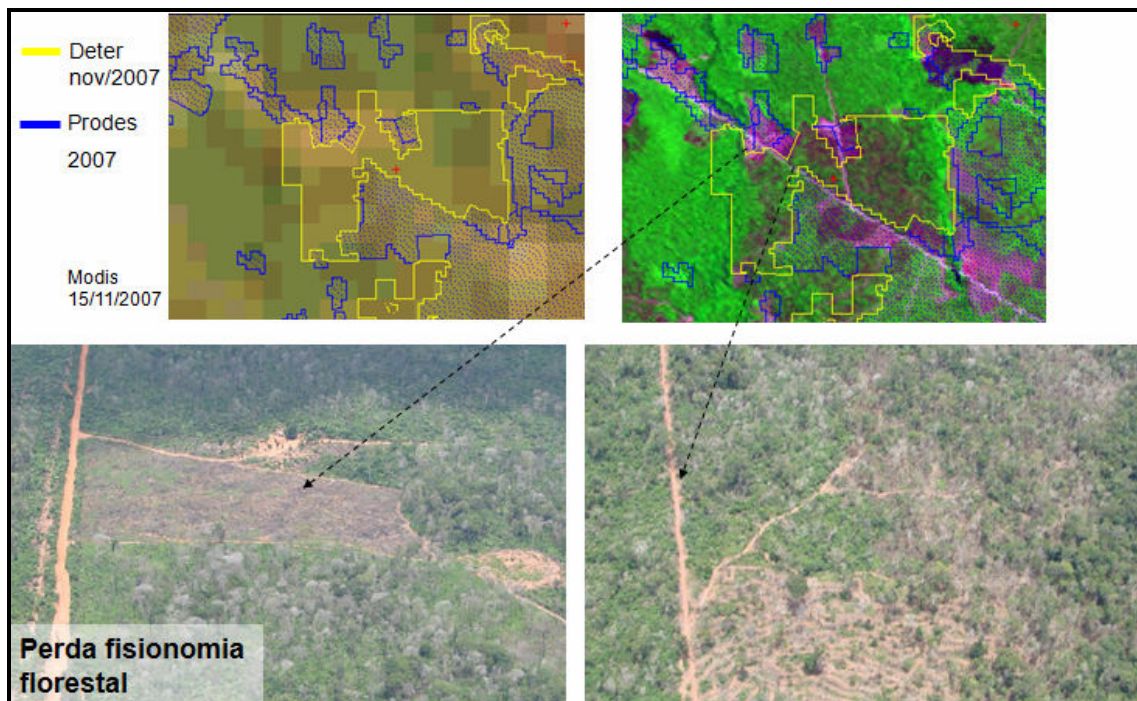 Deter
nov/2007
Prodes
2007
Modis
15/11/2007
Perda fisionomia
florestal